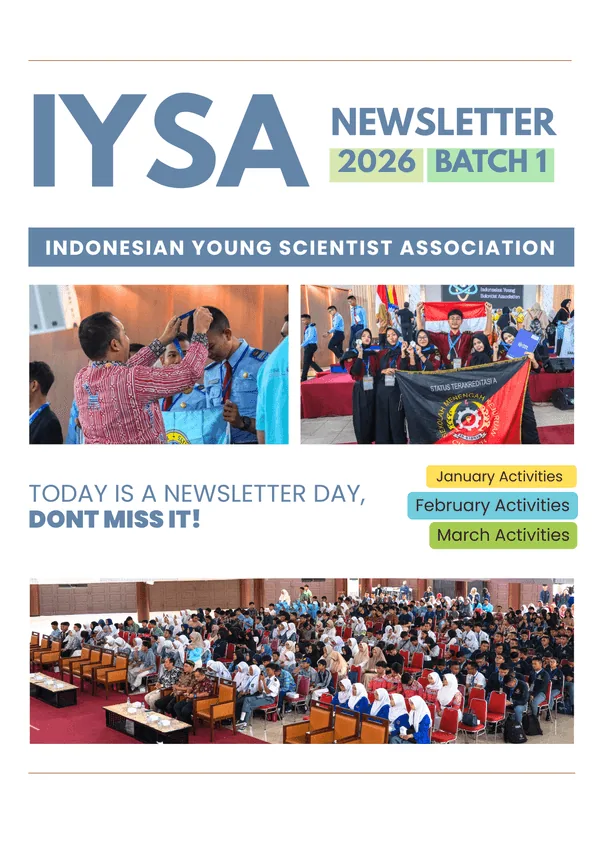 IYSA
NEWSLETTER
2026 BATCH 1
INDONESIAN YOUNG SCIENTIST ASSOCIATION
Indonesian Young
Scientist Association
STATUS TERAKREDITASI A
TODAY IS A NEWSLETTER DAY,
DONT MISS IT!
January Activities
February Activities
March Activities